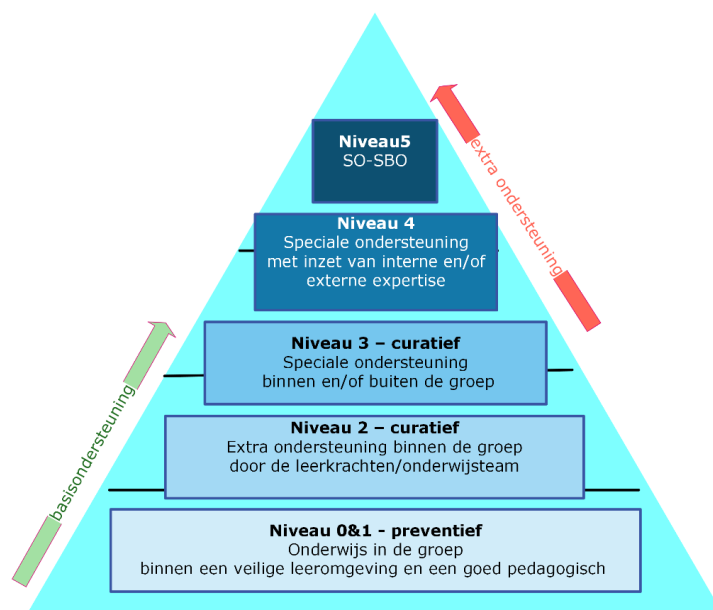 Niveau5
SO-SBO
extra ondersteuning
Niveau 4
Speciale ondersteuning
met inzet van interne en/of
externe expertise
Niveau 3 – curatief
Speciale ondersteuning
binnen en/of buiten de groep
basisondersteuning
Niveau 2 – curatief
Extra ondersteuning binnen de groep
door de leerkrachten/onderwijsteam
Niveau 0&1 - preventief
Onderwijs in de groep
binnen een veilige leeromgeving en een goed pedagogisch